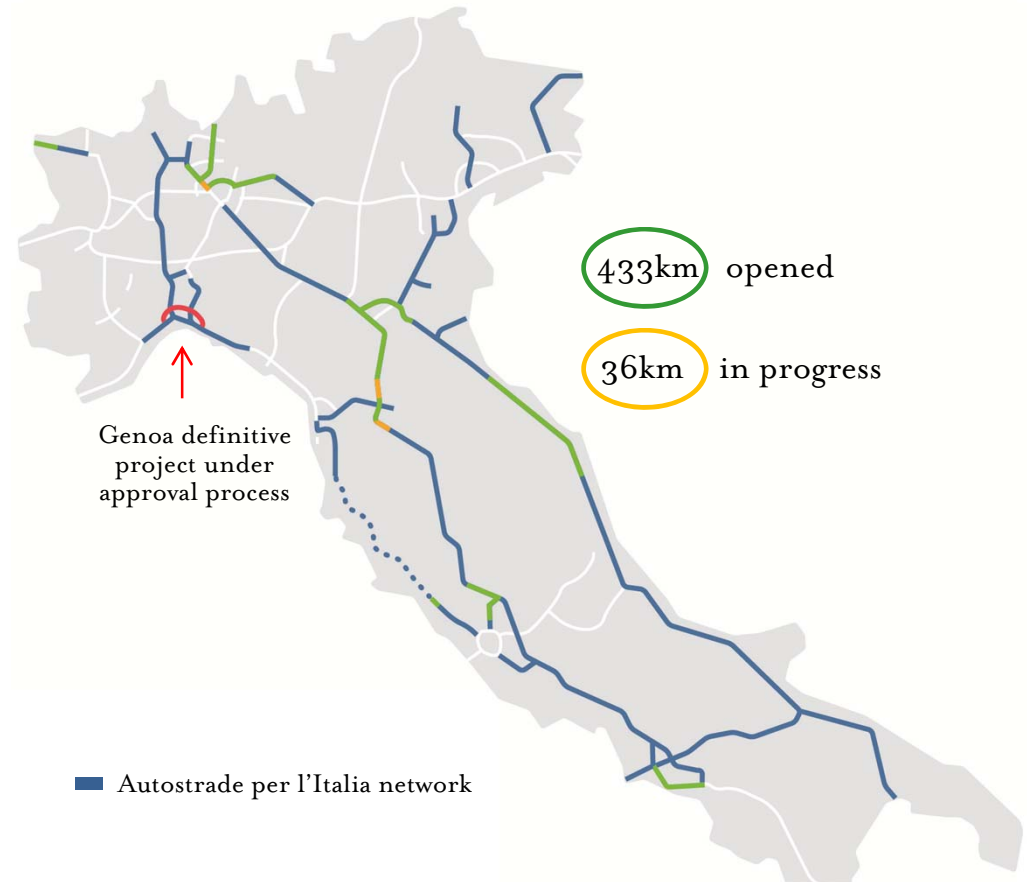 433km opened
36km in progress
Genoa definitive
project under
approval process
Autostrade per l'Italia network